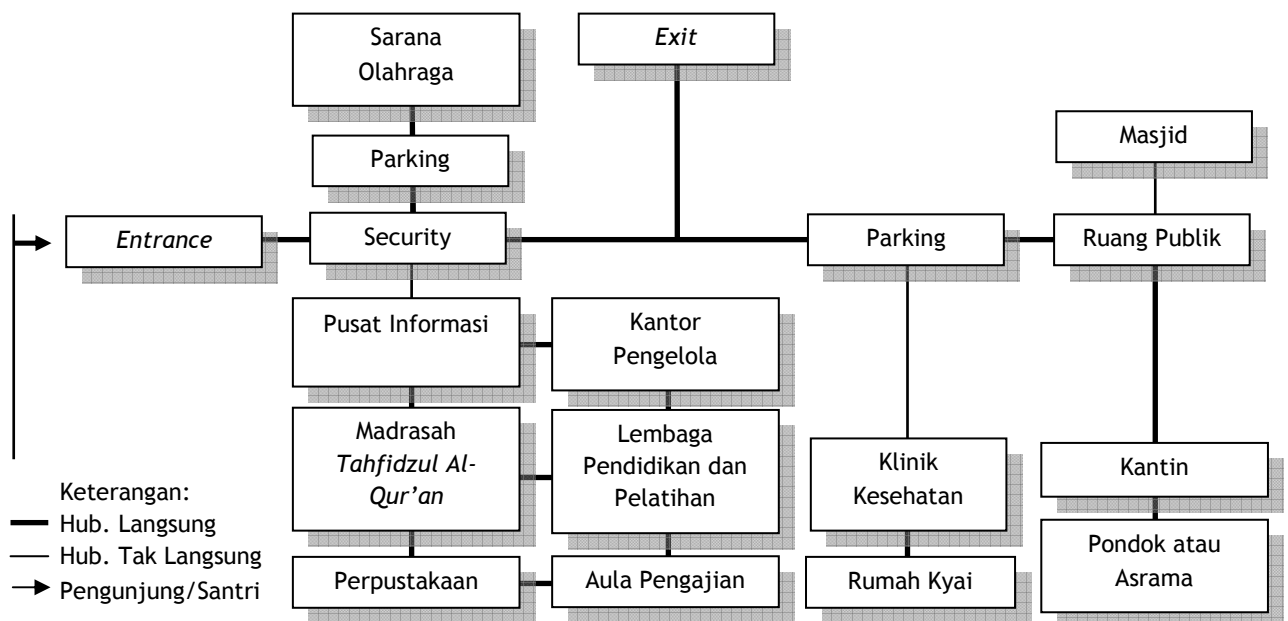 Sarana
Olahraga
Exit
Parking
Masjid
Entrance
Security
Parking
Ruang Publik
Pusat Informasi
Kantor
Pengelola
Madrasah
Tahfidzul Al-
Qur’an
Lembaga
Pendidikan dan
Pelatihan
Klinik
Kesehatan
Kantin
Perpustakaan
Aula Pengajian
Rumah Kyai
Pondok atau
Asrama
Keterangan:
Hub. Langsung
Hub. Tak Langsung
Pengunjung/Santri